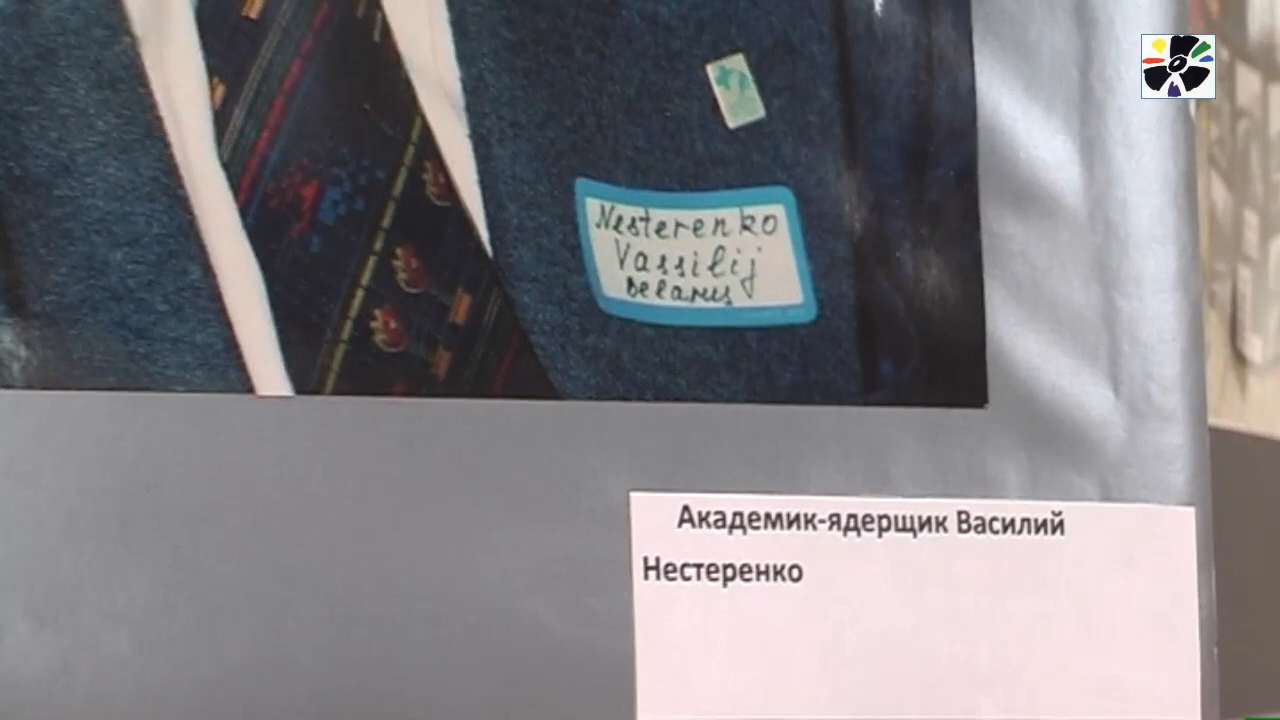 Nesterenko
Vassilij
Belarus
Академик-ядерщик Василий
Нестеренко